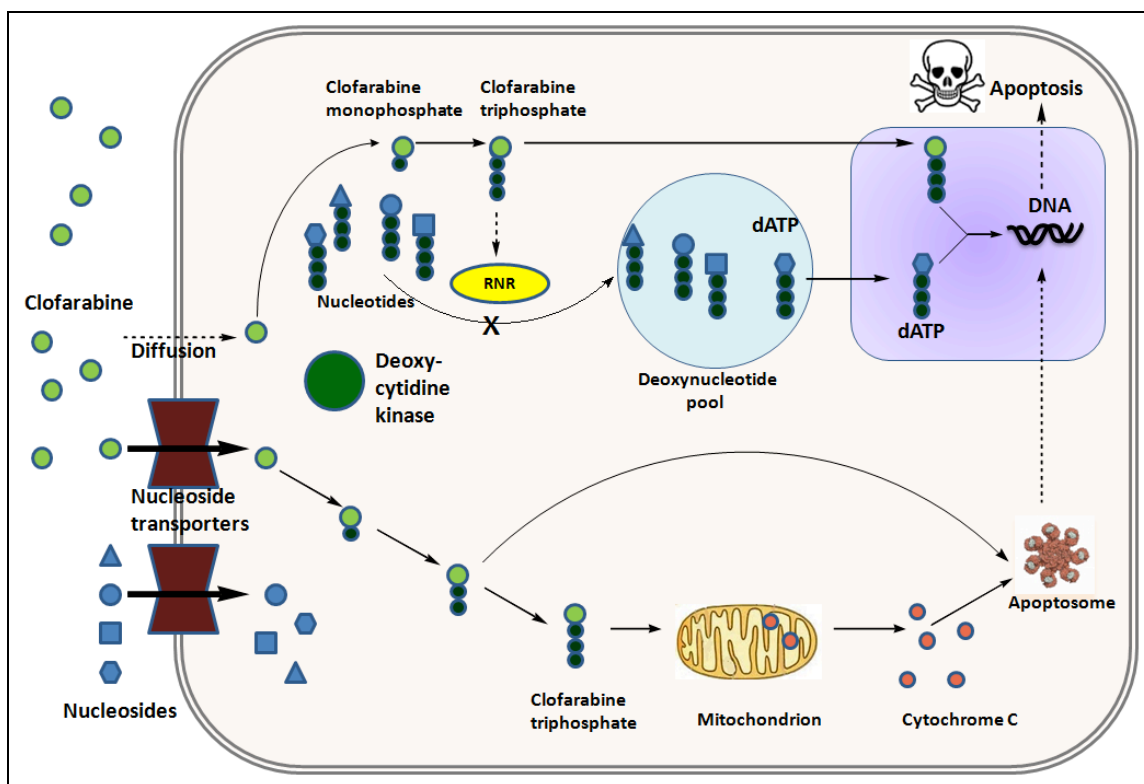 Apoptosis
Clofarabine
monophosphate
Clofarabine
triphosphate
DNA
dATP
RNR
Nucleotides
X
Clofarabine
Diffusion
dATP
Deoxy-
cytidine
kinase
Deoxynucleotide
pool
Nucleoside
transporters
Apoptosome
Nucleosides
Clofarabine
triphosphate
Mitochondrion
Cytochrome C